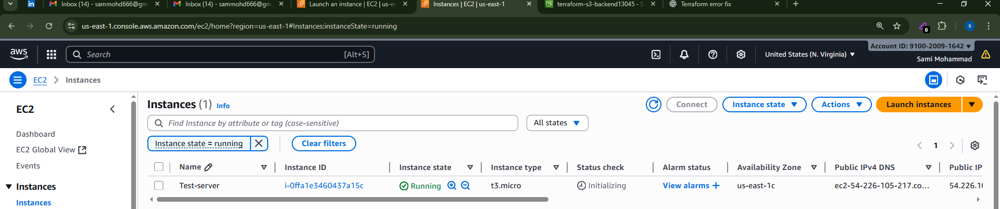 in Inbox (14) - sammohd666@gm Inbox (14) - sammohd666@gm Launch an instance | EC2 | us-ea Instances | EC2 | us-east-1 terraform-s3-backend13045 - S Terraform error fix
us-east-1.console.aws.amazon.com/ec2/home?region=us-east-1#Instances:instanceState=running 0 S
aws Search [Alt+S] United States (N. Virginia) Account ID: 9100-2009-1642
Sami Mohammad
EC2 Instances
EC2
Dashboard
EC2 Global View
Events
Instances
Instances
Instances (1) Info Connect Instance state Actions Launch instances
Find Instance by attribute or tag (case-sensitive) All states
Instance state = running Clear filters 1
Name Instance ID Instance state Instance type Status check Alarm status Availability Zone Public IPv4 DNS Public IP
Test-server i-0ffa1e3460437a15c Running t3.micro Initializing View alarms + us-east-1c ec2-54-226-105-217.co... 54.226.10